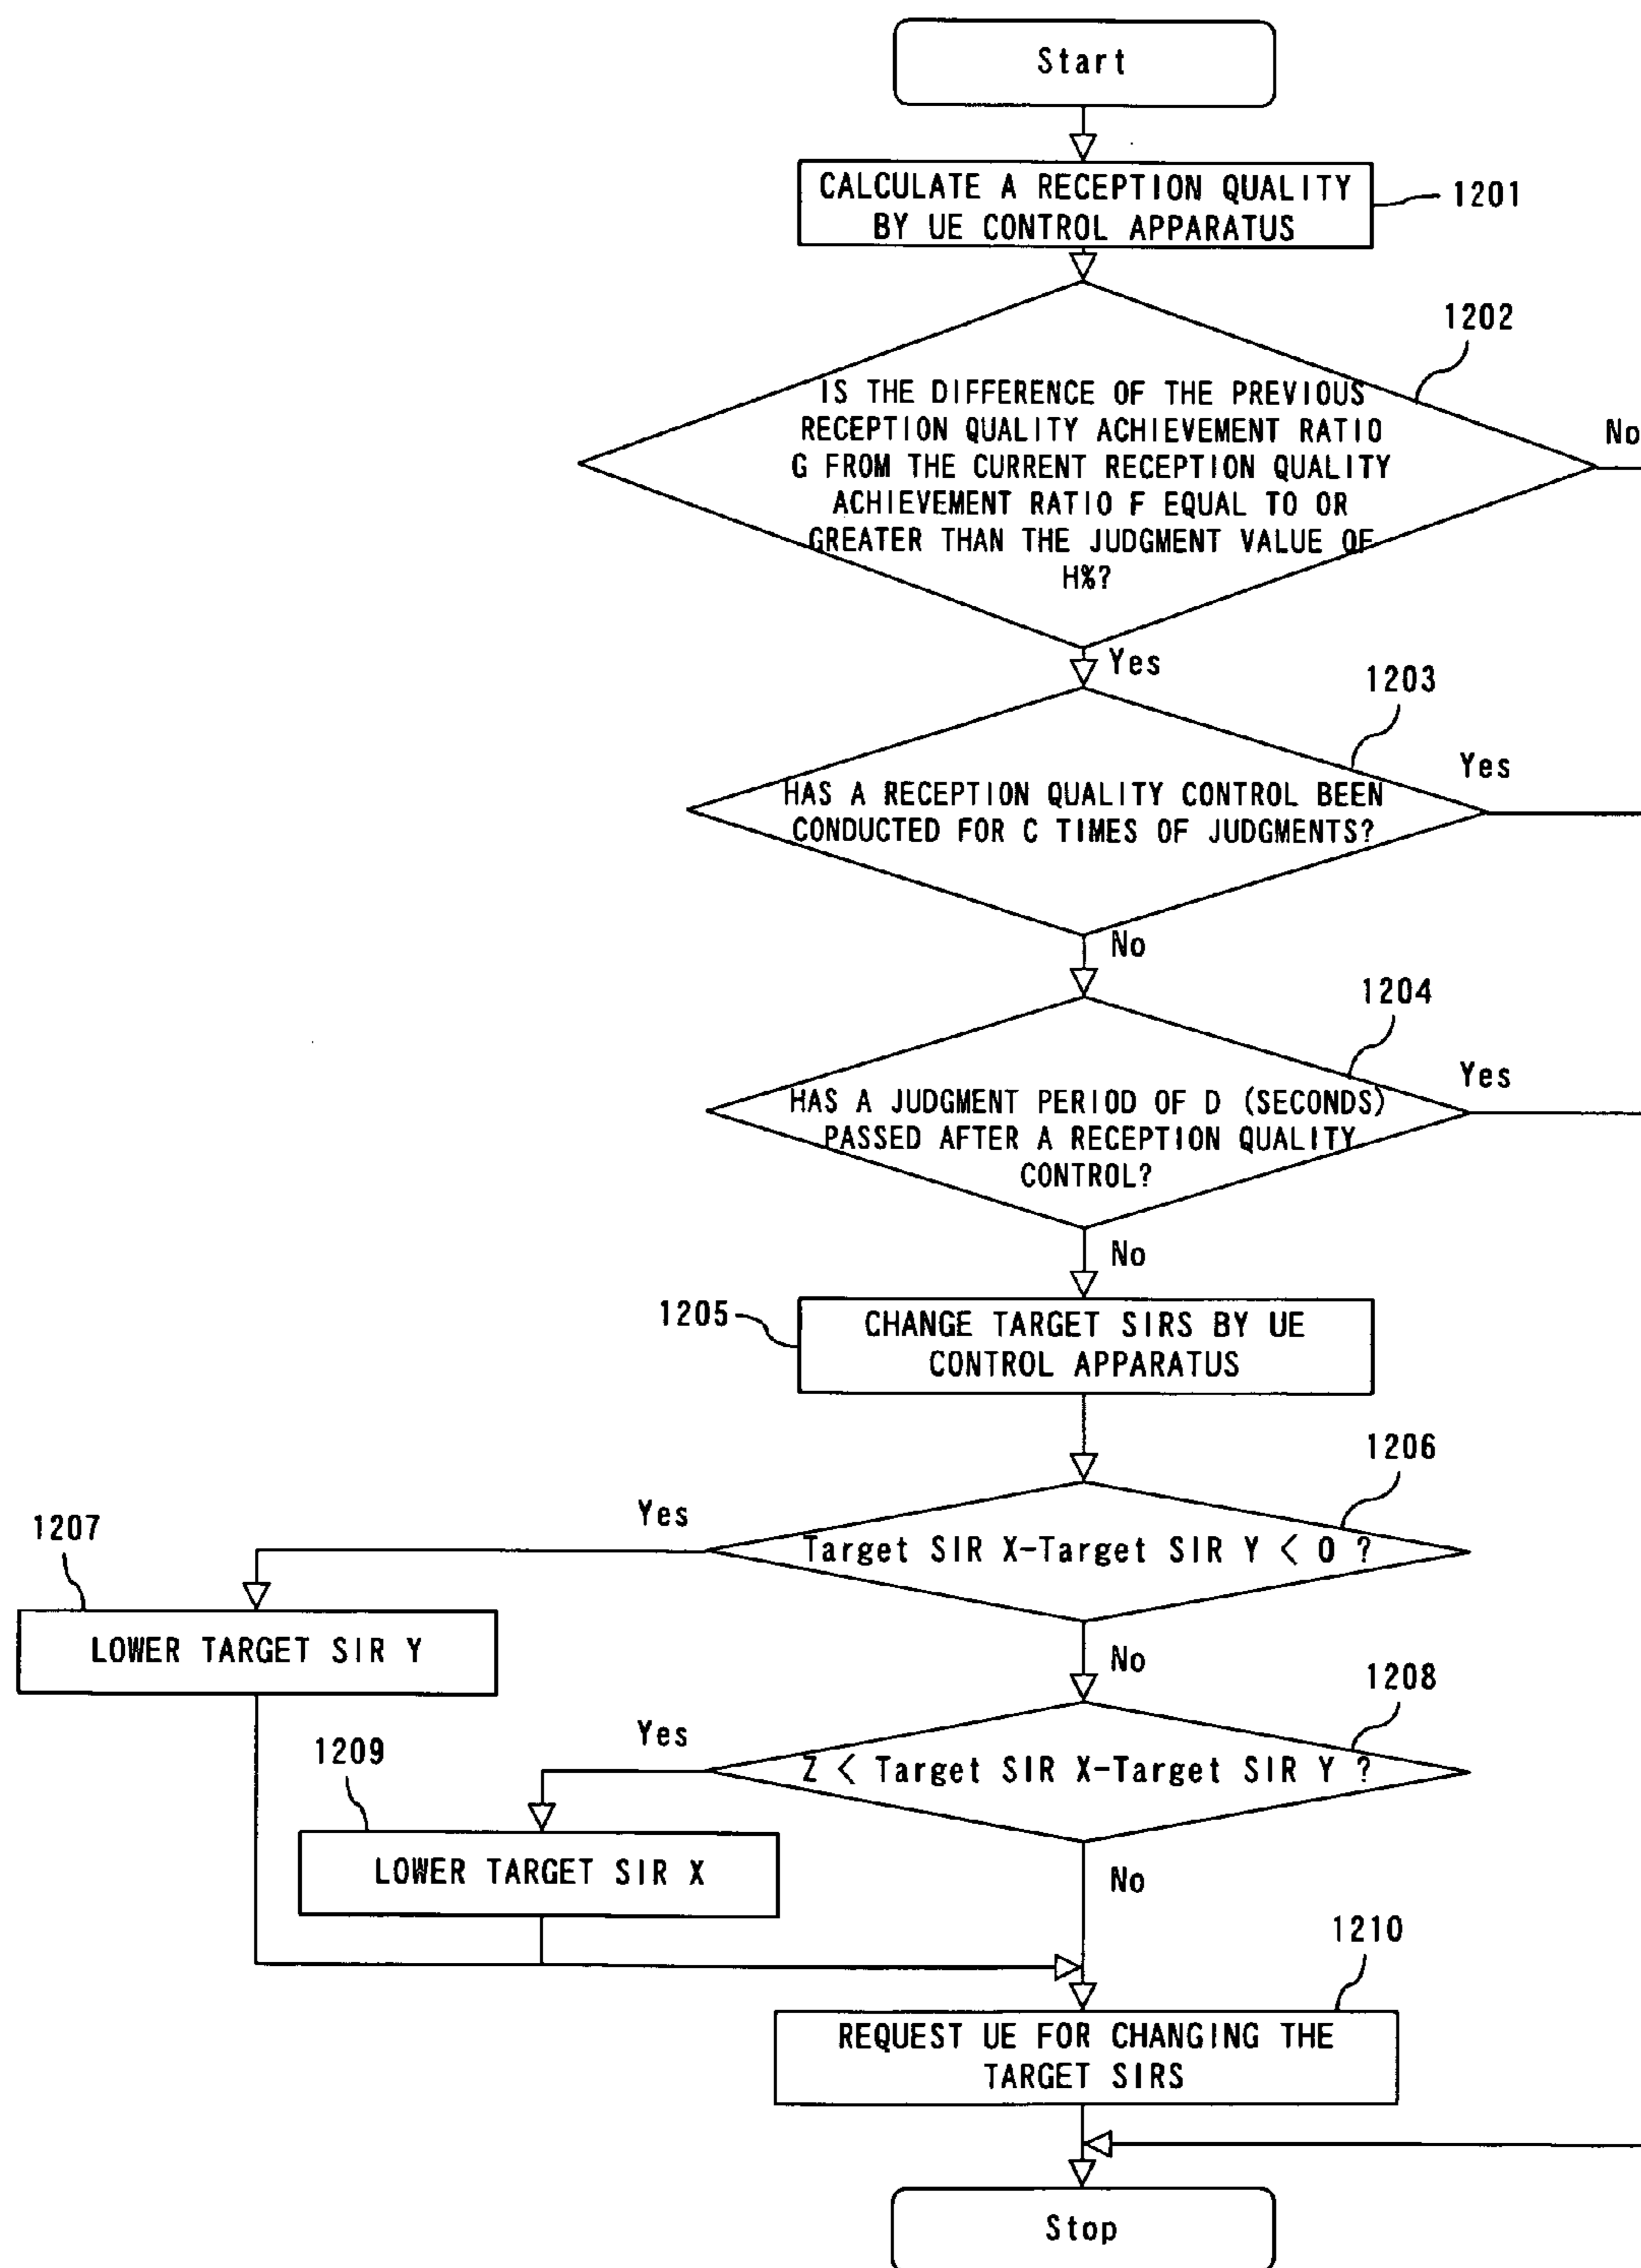 Start
CALCULATE A RECEPTION QUALITY
BY UE CONTROL APPARATUS
1201
1202
IS THE DIFFERENCE OF THE PREVIOUS
RECEPTION QUALITY ACHIEVEMENT RATIO
G FROM THE CURRENT RECEPTION QUALITY
ACHIEVEMENT RATIO F EQUAL TO OR
GREATER THAN THE JUDGMENT VALUE OF
H%?
No
Yes
1203
HAS A RECEPTION QUALITY CONTROL BEEN
CONDUCTED FOR C TIMES OF JUDGMENTS?
Yes
No
1204
HAS A JUDGMENT PERIOD OF D (SECONDS)
PASSED AFTER A RECEPTION QUALITY
CONTROL?
Yes
No
1205
CHANGE TARGET SIRS BY UE
CONTROL APPARATUS
1206
Target SIR X-Target SIR Y < 0 ?
Yes
1207
LOWER TARGET SIR Y
No
1208
Z < Target SIR X-Target SIR Y ?
Yes
1209
LOWER TARGET SIR X
No
1210
REQUEST UE FOR CHANGING THE
TARGET SIRS
Stop